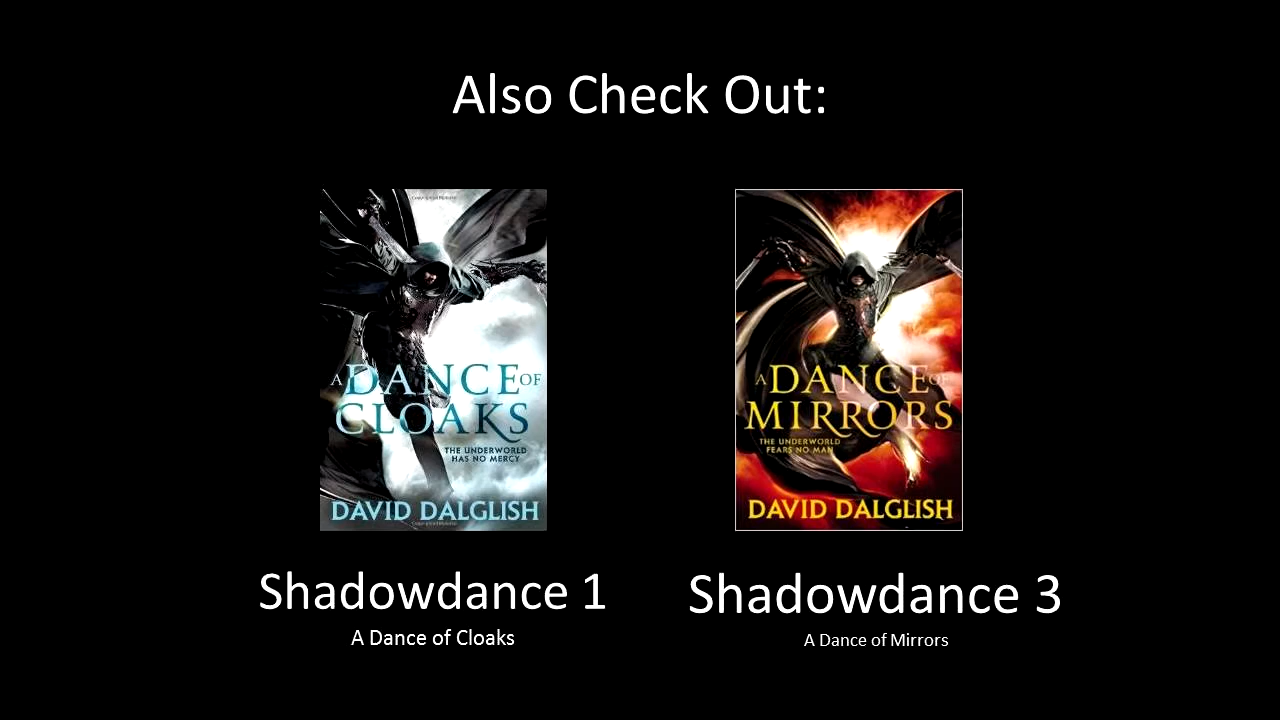 Also Check Out:
A DANCE OF
CLOAKS
THE UNDERWORLD
HAS NO MERCY
DAVID DALGLISH
A DANCE OF
MIRRORS
THE UNDERWORLD
FEARS NO MAN
DAVID DALGLISH
Shadowdance 1
A Dance of Cloaks
Shadowdance 3
A Dance of Mirrors